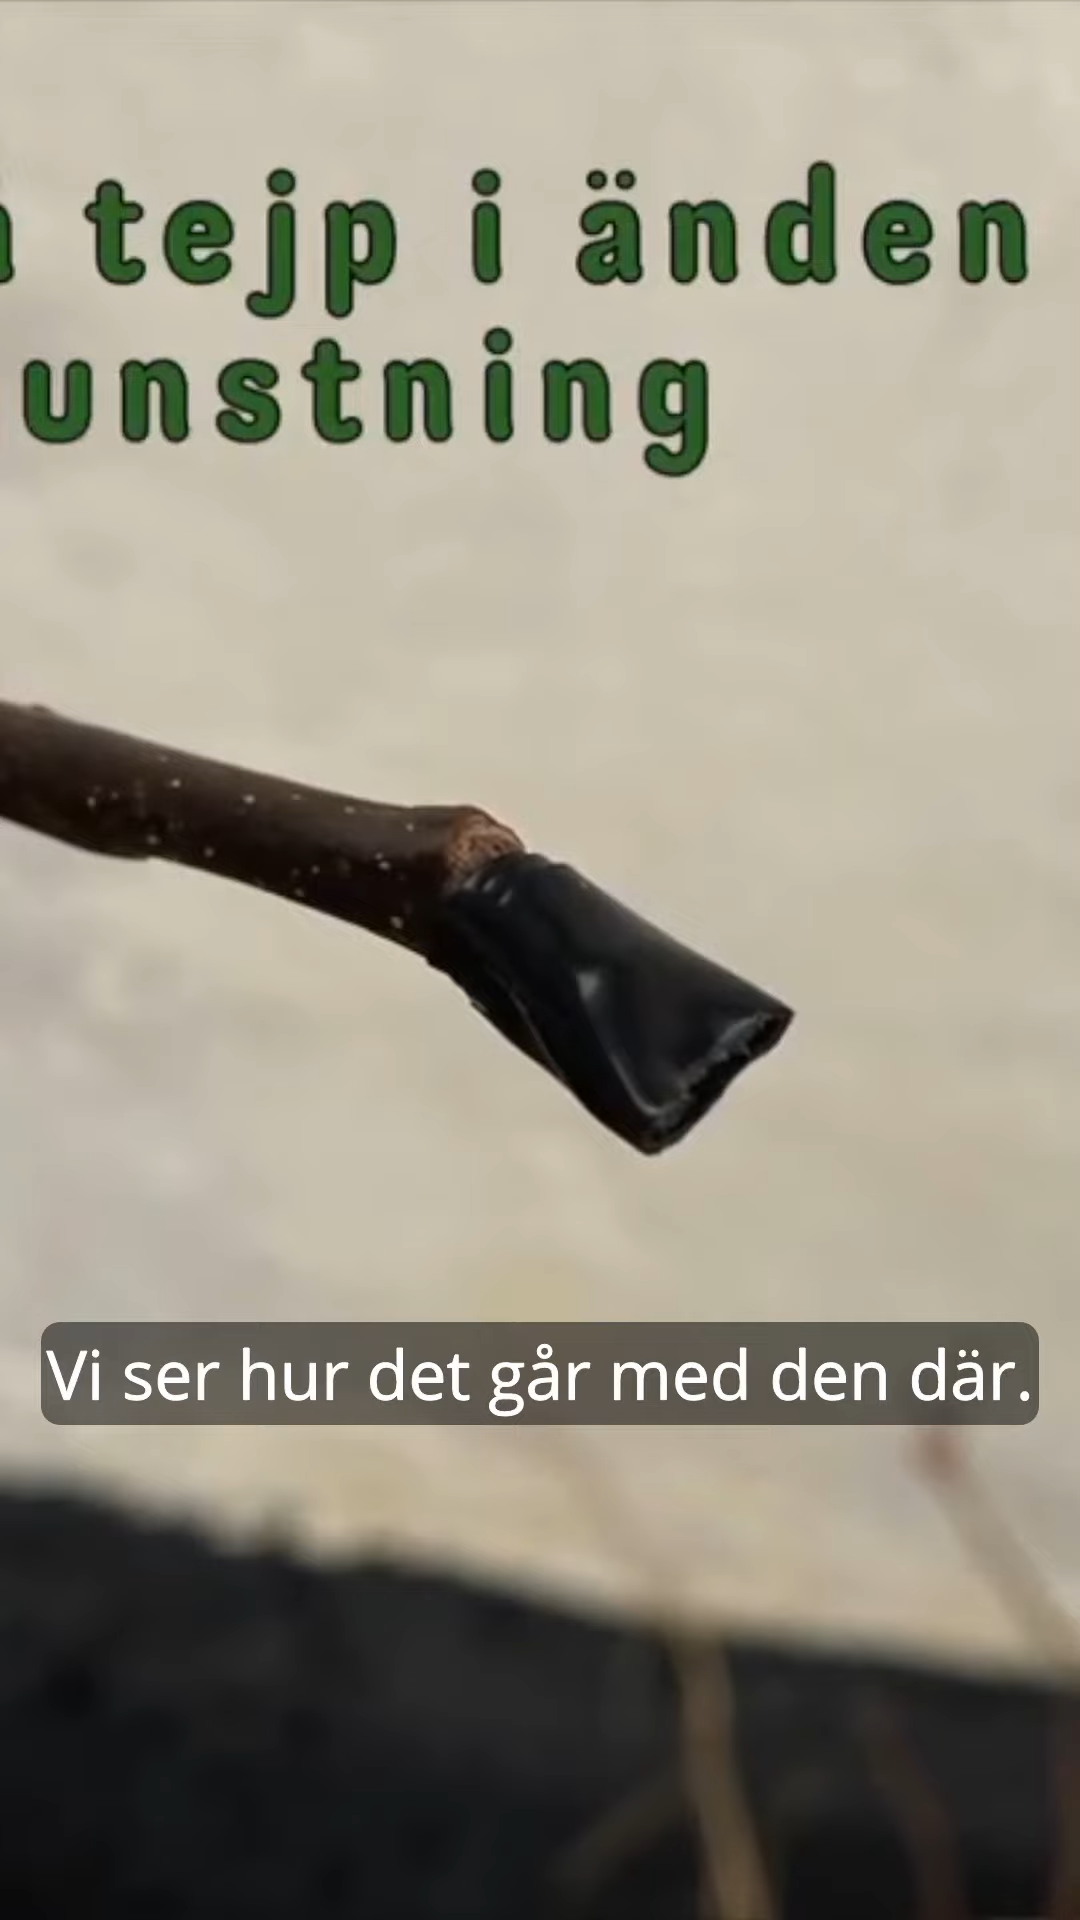 tejp i änden
unstning
Vi ser hur det går med den där.